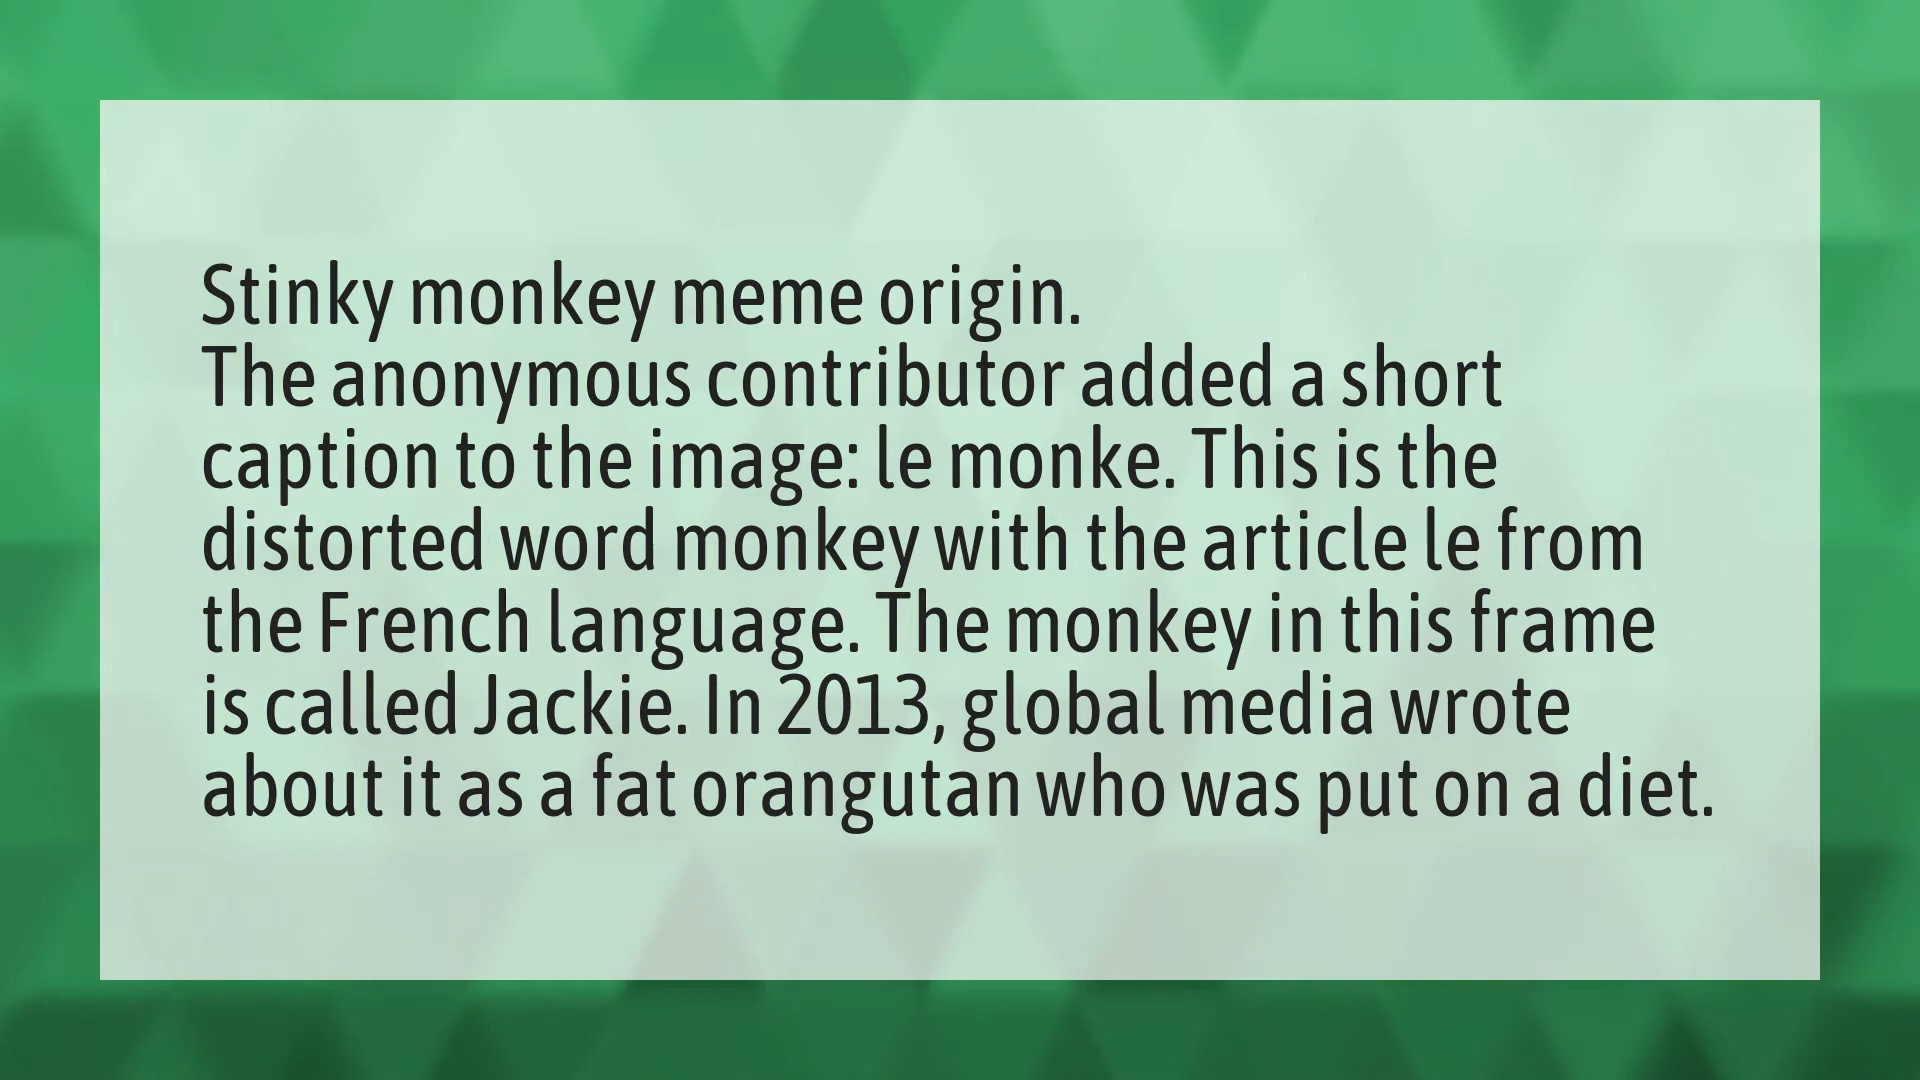 Stinky monkey meme origin.
The anonymous contributor added a short
caption to the image: le monke. This is the
distorted word monkey with the article le from
the French language. The monkey in this frame
is called Jackie. In 2013, global media wrote
about it as a fat orangutan who was put on a diet.